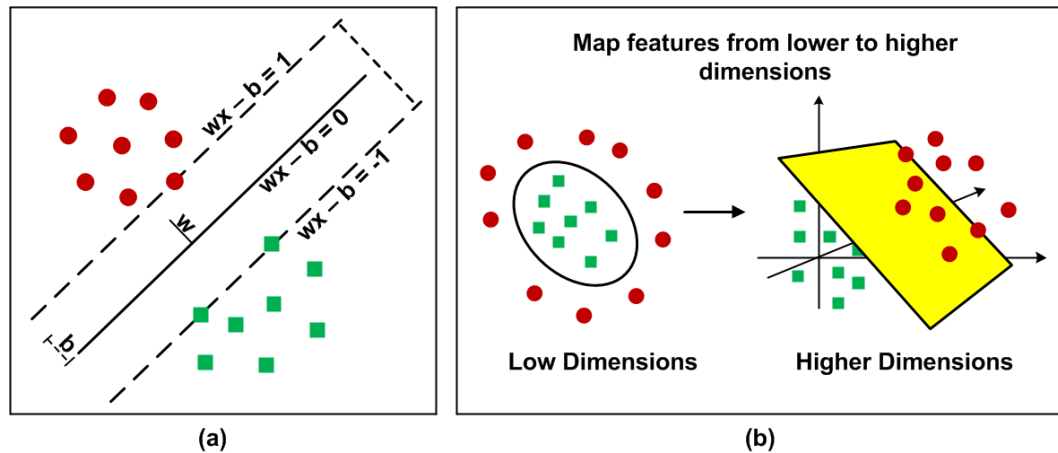 wx – b = 1
wx – b = 0
wx – b = -1
w
b
(a)
Map features from lower to higher
dimensions
Low Dimensions
Higher Dimensions
(b)